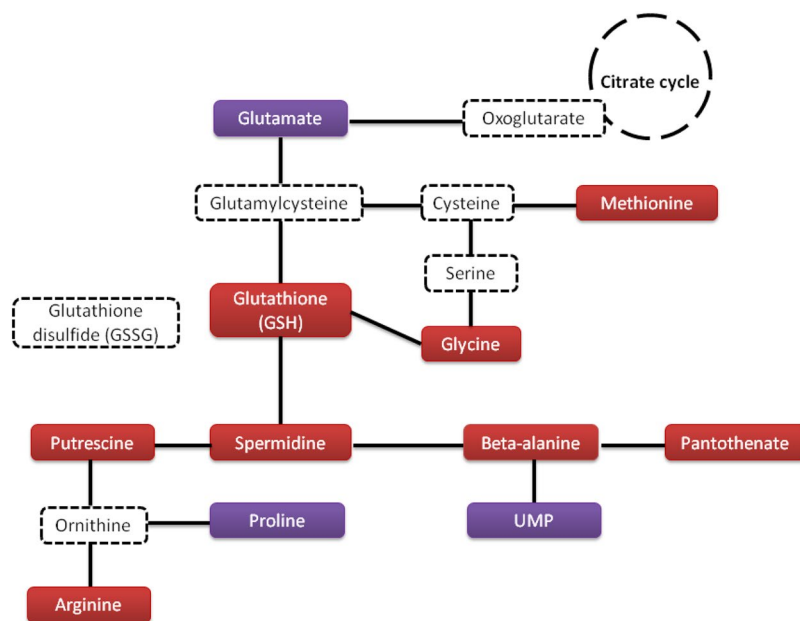 Citrate cycle
Glutamate
Oxoglutarate
Glutamylcysteine
Cysteine
Methionine
Serine
Glutathione
disulfide (GSSG)
Glutathione
(GSH)
Glycine
Putrescine
Spermidine
Beta-alanine
Pantothenate
Ornithine
Proline
UMP
Arginine